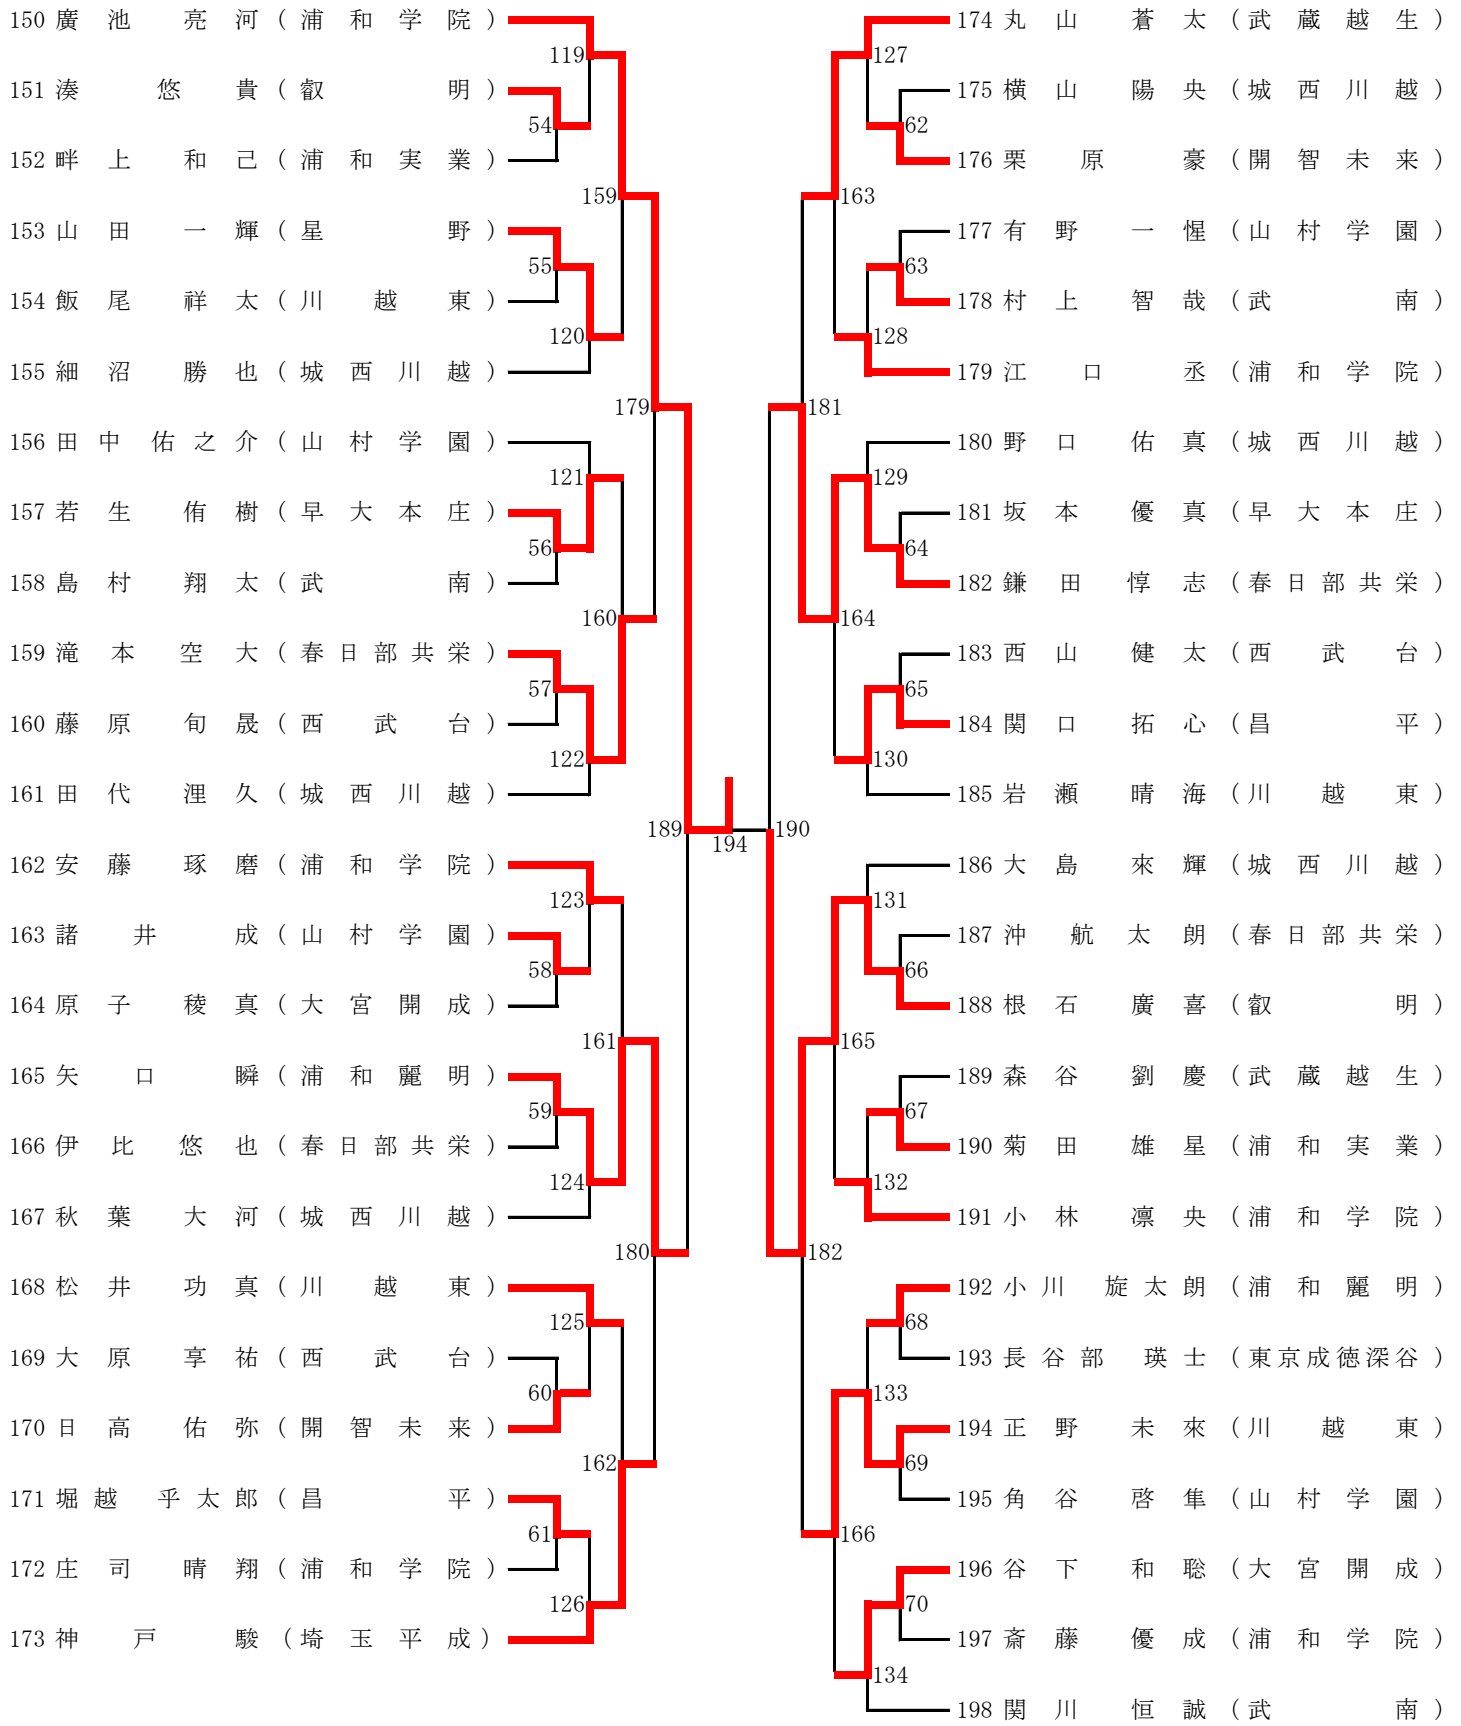 150 廣池 亮河 (浦和学院)
151 湊 悠貴 (叡明)
152 畔上 和己 (浦和実業)
153 山田 一輝 (星野)
154 飯尾 祥太 (川越東)
155 細沼 勝也 (城西川越)
156 田中 佑之介 (山村学園)
157 若生 侑樹 (早大本庄)
158 島村 翔太 (武南)
159 滝本 空大 (春日部共栄)
160 藤原 旬晟 (西武台)
161 田代 浬久 (城西川越)
162 安藤 琢磨 (浦和学院)
163 諸井 成 (山村学園)
164 原子 稜真 (大宮開成)
165 矢口 瞬 (浦和麗明)
166 伊比 悠也 (春日部共栄)
167 秋葉 大河 (城西川越)
168 松井 功真 (川越東)
169 大原 享祐 (西武台)
170 日高 佑弥 (開智未来)
171 堀越 乎太郎 (昌平)
172 庄司 晴翔 (浦和学院)
173 神戸 駿 (埼玉平成)
119
54
159
55
120
179
121
56
160
57
122
189
123
58
161
59
124
180
125
60
162
61
126
194
127
62
163
63
128
181
129
64
164
65
130
190
131
66
165
67
132
182
68
133
69
166
70
134
174 丸山 蒼太 (武蔵越生)
175 横山 陽央 (城西川越)
176 栗原 豪 (開智未来)
177 有野 一惺 (山村学園)
178 村上 智哉 (武南)
179 江口 丞 (浦和学院)
180 野口 佑真 (城西川越)
181 坂本 優真 (早大本庄)
182 鎌田 惇志 (春日部共栄)
183 西山 健太 (西武台)
184 関口 拓心 (昌平)
185 岩瀬 晴海 (川越東)
186 大島 來輝 (城西川越)
187 沖 航太朗 (春日部共栄)
188 根石 廣喜 (叡明)
189 森谷 劉慶 (武蔵越生)
190 菊田 雄星 (浦和実業)
191 小林 凛央 (浦和学院)
192 小川 旋太朗 (浦和麗明)
193 長谷部 瑛士 (東京成徳深谷)
194 正野 未來 (川越東)
195 角谷 啓隼 (山村学園)
196 谷下 和聡 (大宮開成)
197 斎藤 優成 (浦和学院)
198 関川 恒誠 (武南)